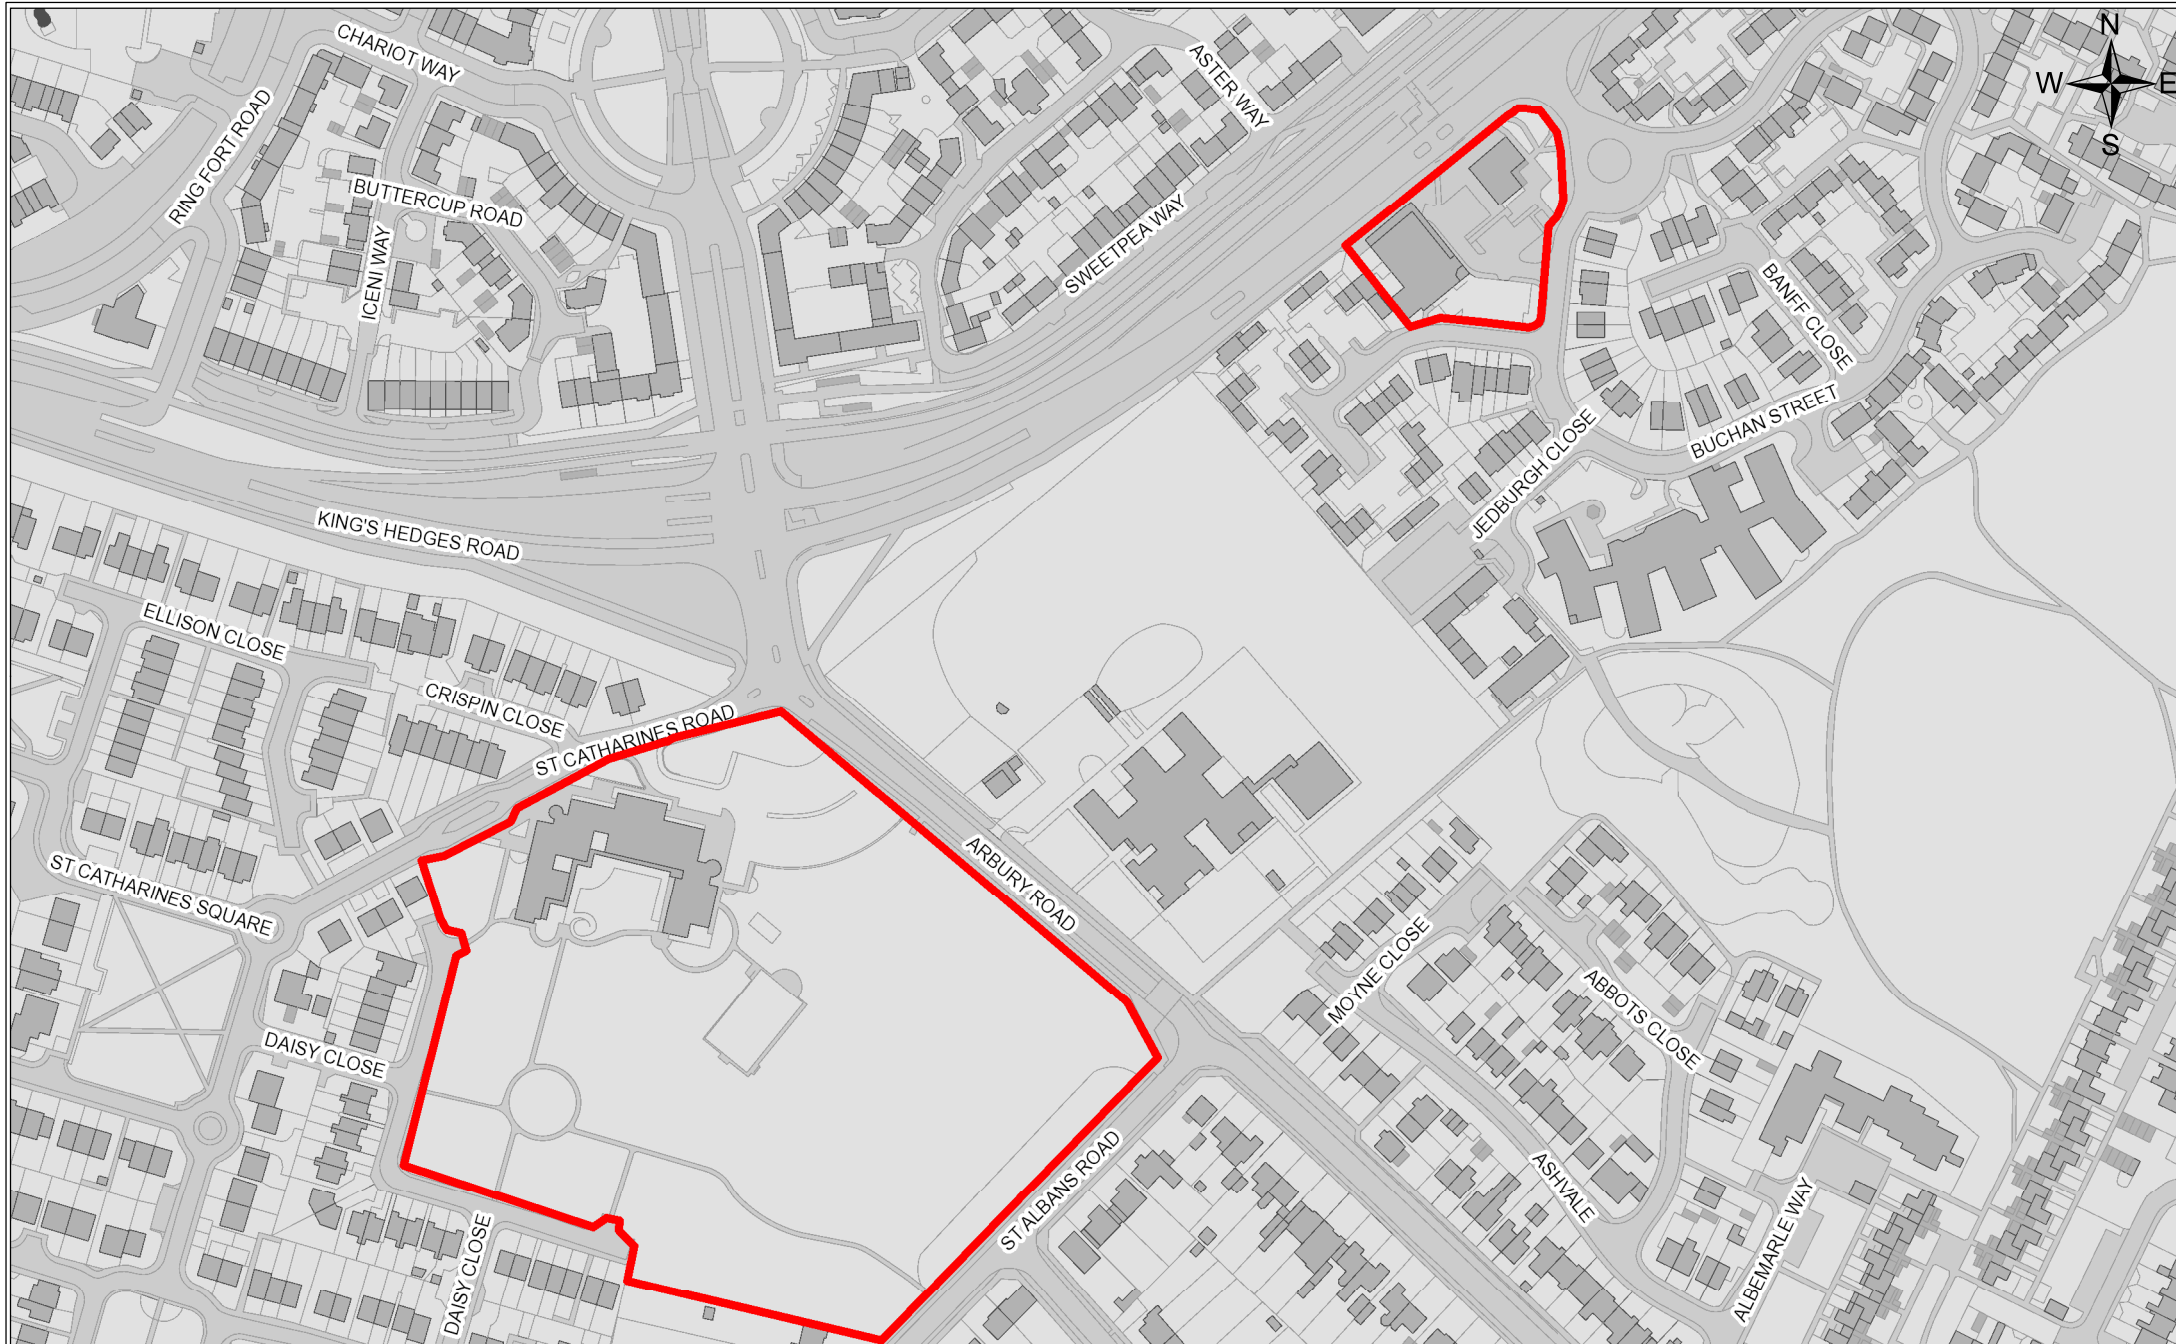 N
W E
S
CHARIOT WAY
ASTER WAY
RING FORT ROAD
BUTTERCUP ROAD
ICENI WAY
SWEETPEA WAY
BANFF CLOSE
BUCHAN STREET
JEDBURGH CLOSE
KING'S HEDGES ROAD
ELLISON CLOSE
CRISPIN CLOSE
ST CATHARINES ROAD
ST CATHARINES SQUARE
ARBURY ROAD
MOYNE CLOSE
ABBOTS CLOSE
DAISY CLOSE
ST ALBANS ROAD
ASHVALE
ALBEMARLE WAY
DAISY CLOSE